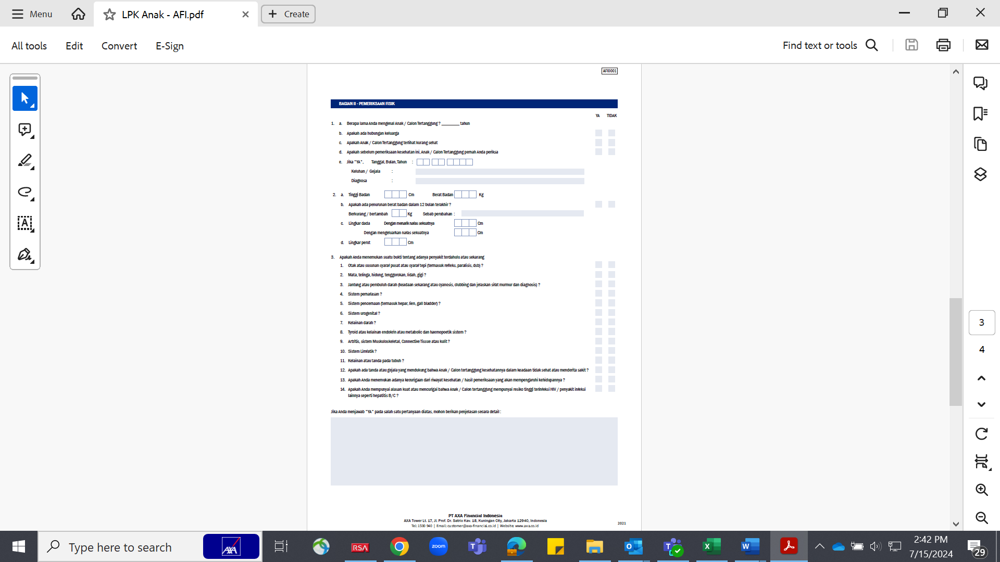 Menu
LPK Anak - AFI.pdf
Create
All tools
Edit
Convert
E-Sign
Find text or tools
AFI0001
BAGIAN II - PEMERIKSAAN FISIK
YA TIDAK
1. a. Berapa lama Anda mengenal Anak / Calon Tertanggung ? ________ tahun
b. Apakah ada hubungan keluarga
c. Apakah Anak / Calon Tertanggung terlihat kurang sehat
d. Apakah sebelum pemeriksaan kesehatan ini, Anak / Calon Tertanggung pernah Anda periksa
e. Jika "YA", Tanggal, Bulan, Tahun :
Keluhan / Gejala :
Diagnosa :
2. a. Tinggi Badan Cm Berat Badan Kg
b. Apakah ada penurunan berat badan dalam 12 bulan terakhir ?
Berkurang / bertambah Kg Sebab perubahan :
c. Lingkar dada Dengan menarik nafas sekuatnya Cm
Dengan mengeluarkan nafas sekuatnya Cm
d. Lingkar perut Cm
3. Apakah Anda menemukan suatu bukti tentang adanya penyakit terdahulu atau sekarang
1. Otak atau susunan syaraf pusat atau syaraf tepi (termasuk refleks, paralisis, dsb) ?
2. Mata, telinga, hidung, tenggorokan, lidah, gigi ?
3. Jantung atau pembuluh darah (keadaan sekarang atau cyanosis, clubbing dan jelaskan sifat murmur dan diagnosis) ?
4. Sistem pernafasan ?
5. Sistem pencernaan (termasuk hepar, lien, gall bladder) ?
6. Sistem urogenital ?
7. Kelainan darah ?
8. Tyroid atau kelainan endokrin atau metabolic dan haemopoetik sistem ?
9. Artritis, sistem Muskuloskeletal, Connective Tissue atau kulit ?
10. Sistem Limfatik ?
11. Kelainan atau tanda pada tubuh ?
12. Apakah ada tanda atau gejala yang mendukung bahwa Anak / Calon tertanggung kesehatannya dalam keadaan tidak sehat atau menderita sakit ?
13. Apakah Anda menemukan adanya kecurigaan dari riwayat kesehatan / hasil pemeriksaan yang akan mempengaruhi kehidupannya ?
14. Apakah Anda mempunyai alasan kuat atau mencurigai bahwa Anak / Calon tertanggung mempunyai resiko tinggi terinfeksi HIV / penyakit infeksi
lainnya seperti hepatitis B/C ?
Jika Anda menjawab "YA" pada salah satu pertanyaan diatas, mohon berikan penjelasan secara detail :
PT AXA Financial Indonesia
AXA Tower Lt. 17, Jl. Prof. Dr. Satrio Kav. 18, Kuningan City, Jakarta 12940, Indonesia
Tel: 1500 940 | Email: customer@axa-financial.co.id | Website: www.axa.co.id
2021
3
4
Type here to search
AXA
RSA
zoom
2:42 PM
7/15/2024
29